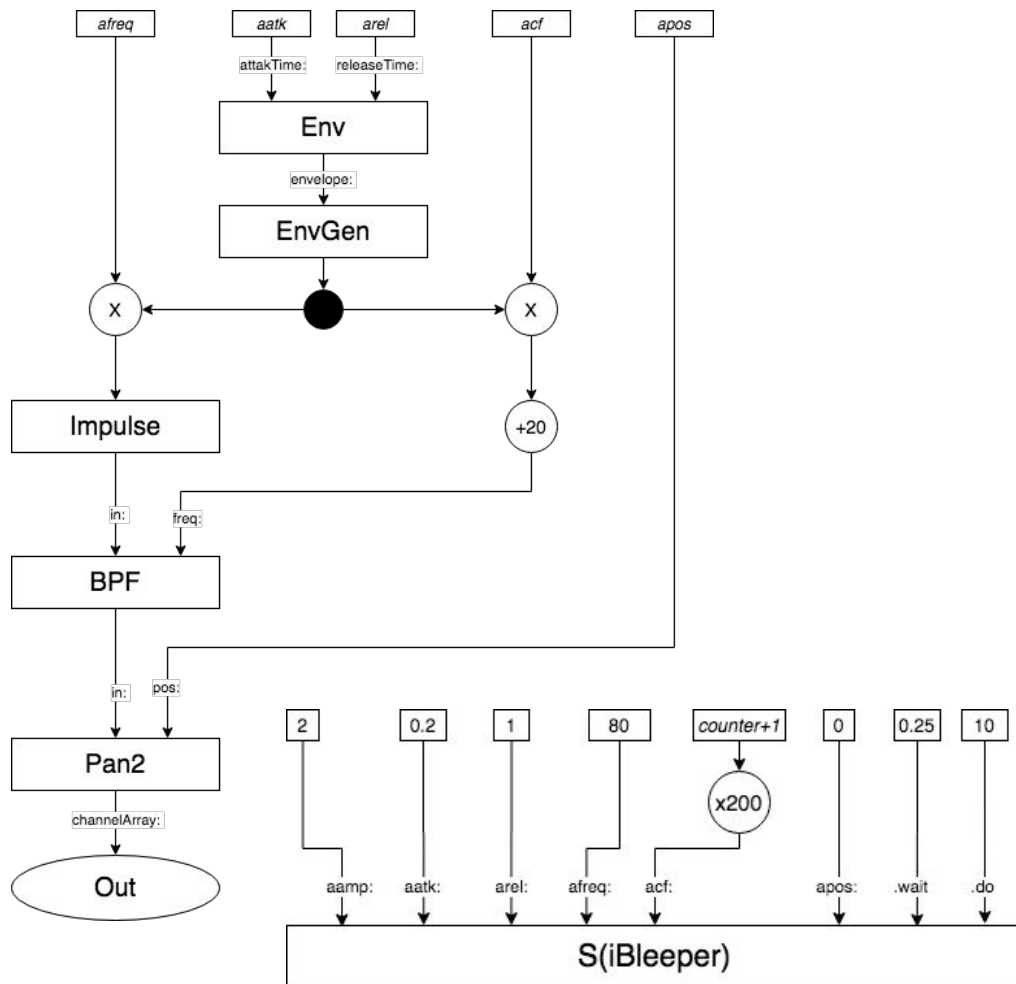 afreq aatk arel acf apos
attakTime: releaseTime:
Env
envelope:
EnvGen
X X
Impulse +20
in: freq:
BPF
in: pos:
2 0.2 1 80 counter+1 0 0.25 10
Pan2
x200
channelArray:
Out
aamp: aatk: arel: afreq: acf: apos: .wait .do
S(iBleeper)